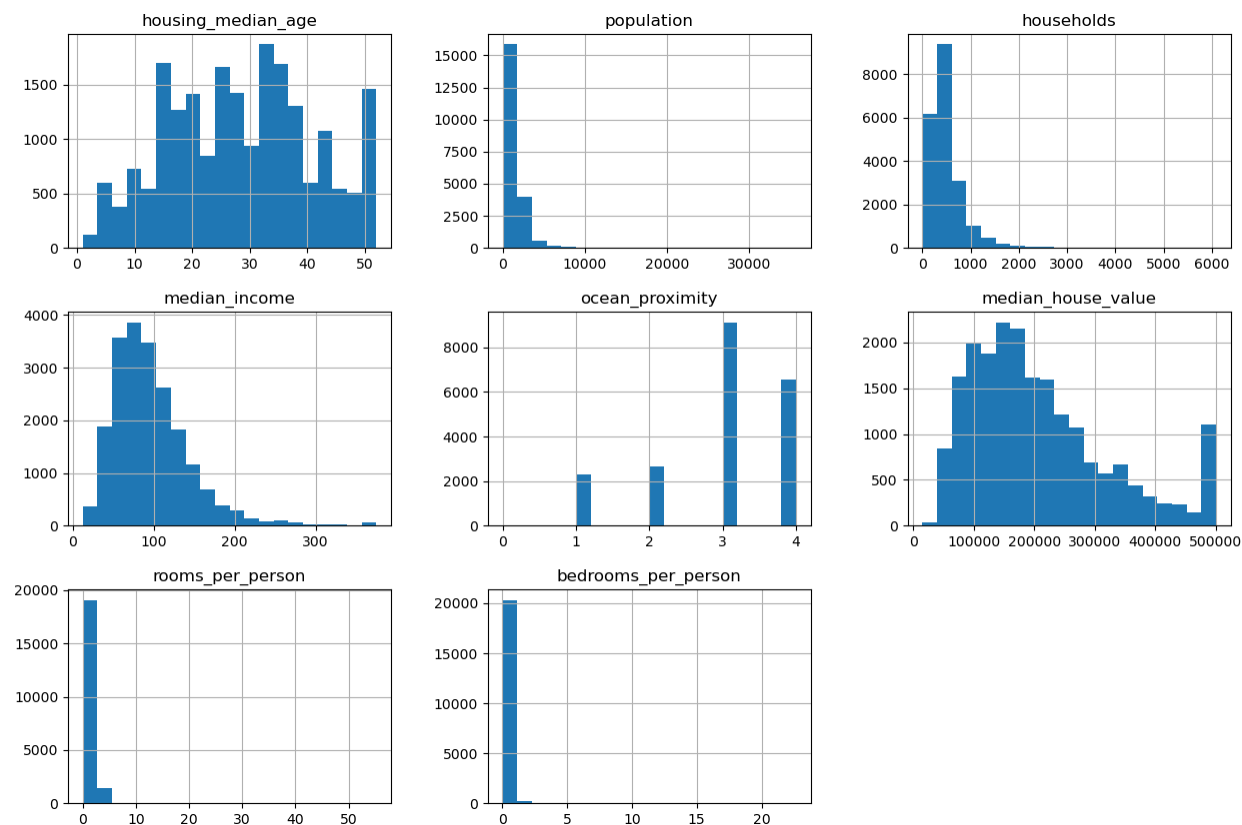 housing_median_age
1500
1000
500
0
0 10 20 30 40 50
population
15000
12500
10000
7500
5000
2500
0
0 10000 20000 30000
households
8000
6000
4000
2000
0
0 1000 2000 3000 4000 5000 6000
median_income
4000
3000
2000
1000
0
0 100 200 300
ocean_proximity
8000
6000
4000
2000
0
0 1 2 3 4
median_house_value
2000
1500
1000
500
0
0 100000 200000 300000 400000 500000
rooms_per_person
20000
15000
10000
5000
0
0 10 20 30 40 50
bedrooms_per_person
20000
15000
10000
5000
0
0 5 10 15 20